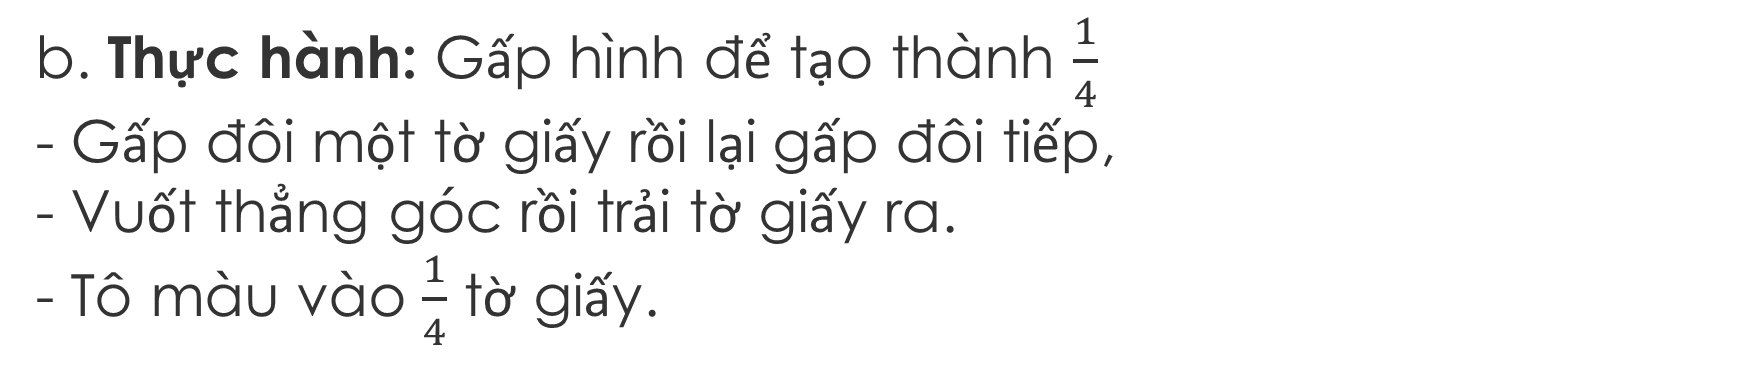 b. Thực hành: Gấp hình để tạo thành 1/4
- Gấp đôi một tờ giấy rồi lại gấp đôi tiếp,
- Vuốt thẳng góc rồi trải tờ giấy ra.
- Tô màu vào 1/4 tờ giấy.